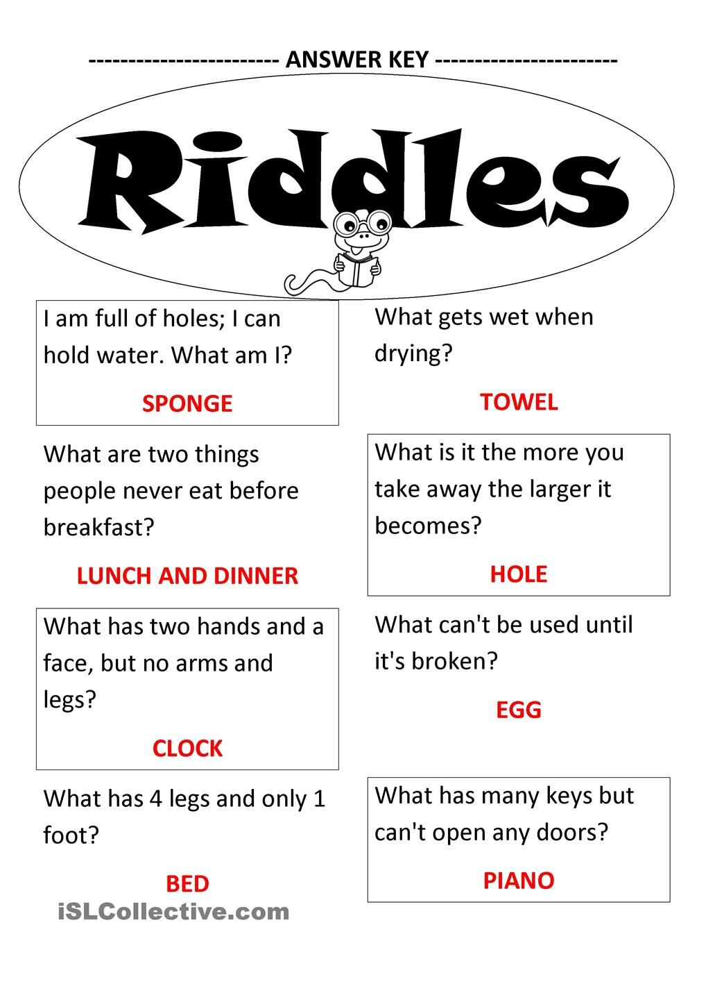 ------------------------ ANSWER KEY -----------------------
Riddles
I am full of holes; I can
hold water. What am I?
SPONGE
What gets wet when
drying?
TOWEL
What are two things
people never eat before
breakfast?
LUNCH AND DINNER
What is it the more you
take away the larger it
becomes?
HOLE
What has two hands and a
face, but no arms and
legs?
CLOCK
What can't be used until
it's broken?
EGG
What has 4 legs and only 1
foot?
BED
What has many keys but
can't open any doors?
PIANO
iSLCollective.com